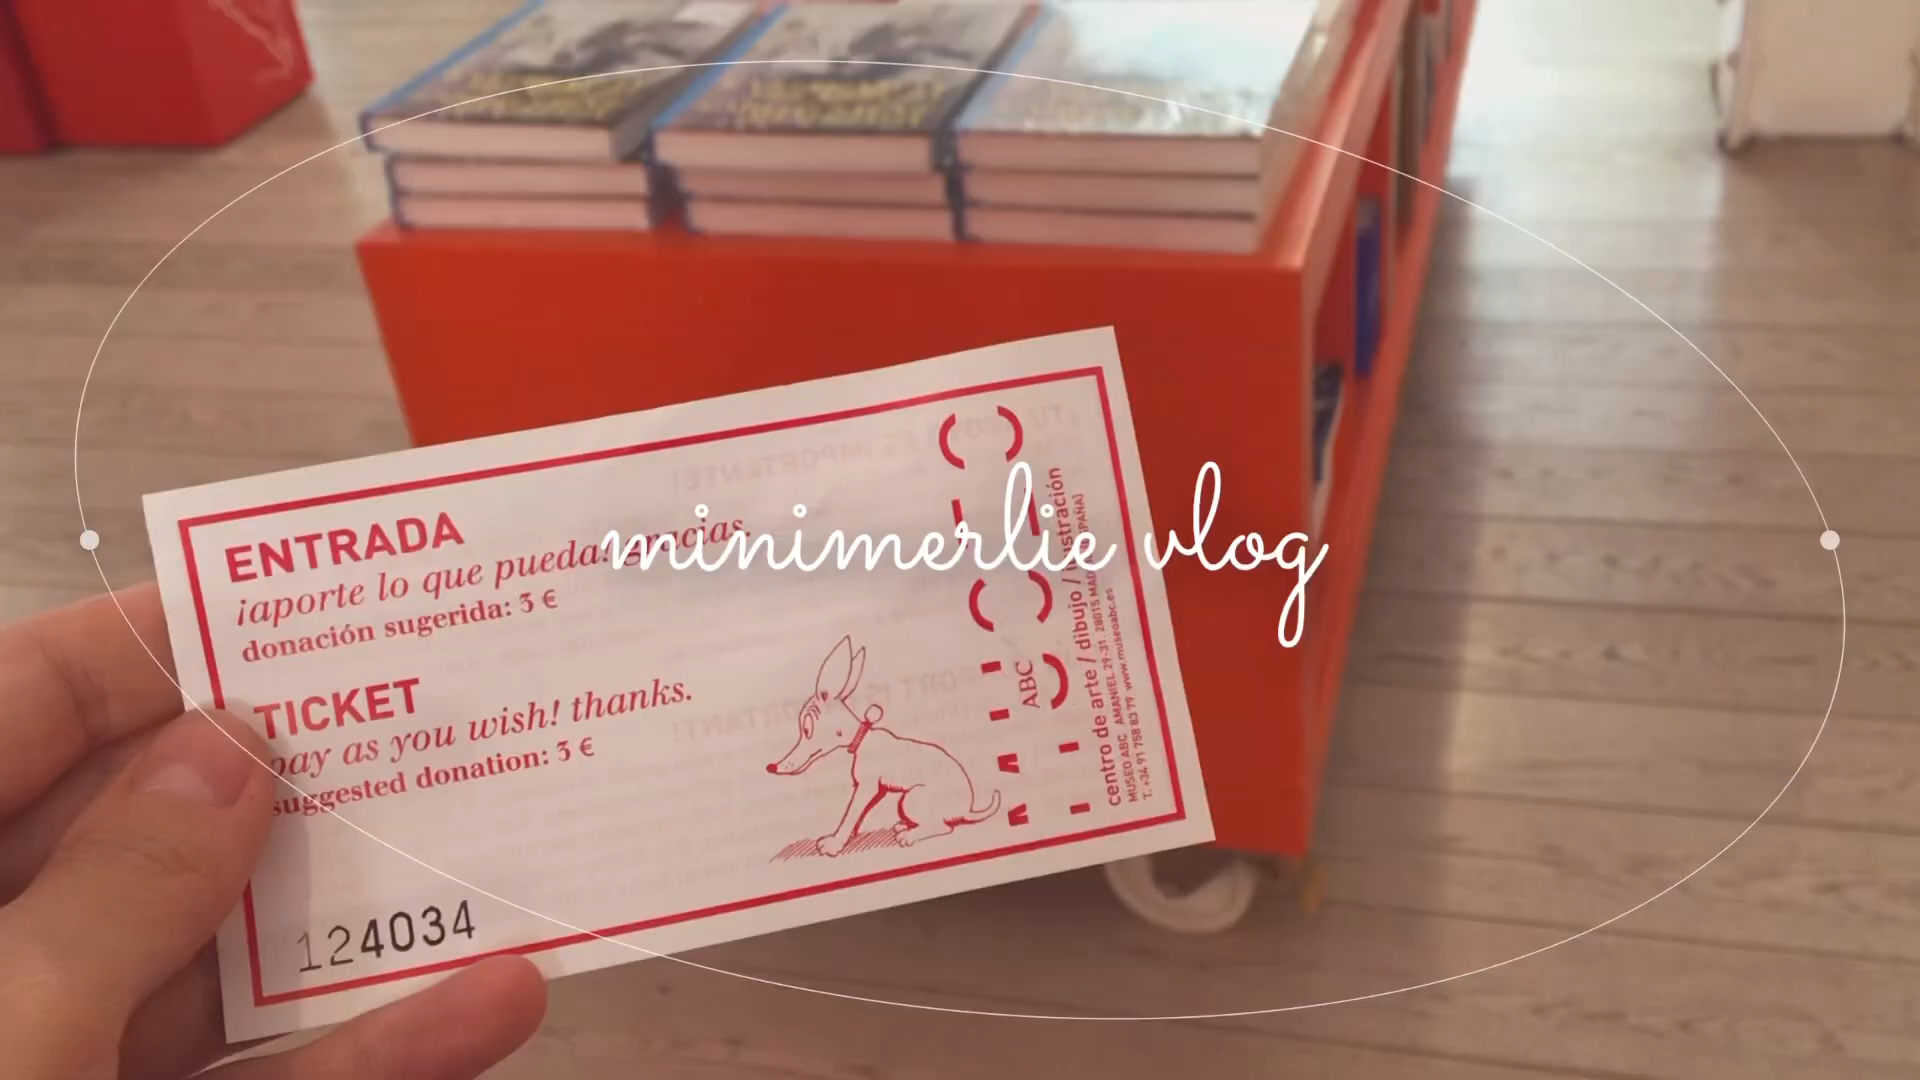 ENTRADA
¡aporte lo que pueda! gracias.
donación sugerida: 3 €
TICKET
pay as you wish! thanks.
suggested donation: 3 €
124034
minimerlie vlog
ABC
centro de arte / dibujo / ilustración
MUSEO ABC AMANIEL 29-31 28015
MUSEO ABC
T. +34 91 758 83 79 www.museoabc.es